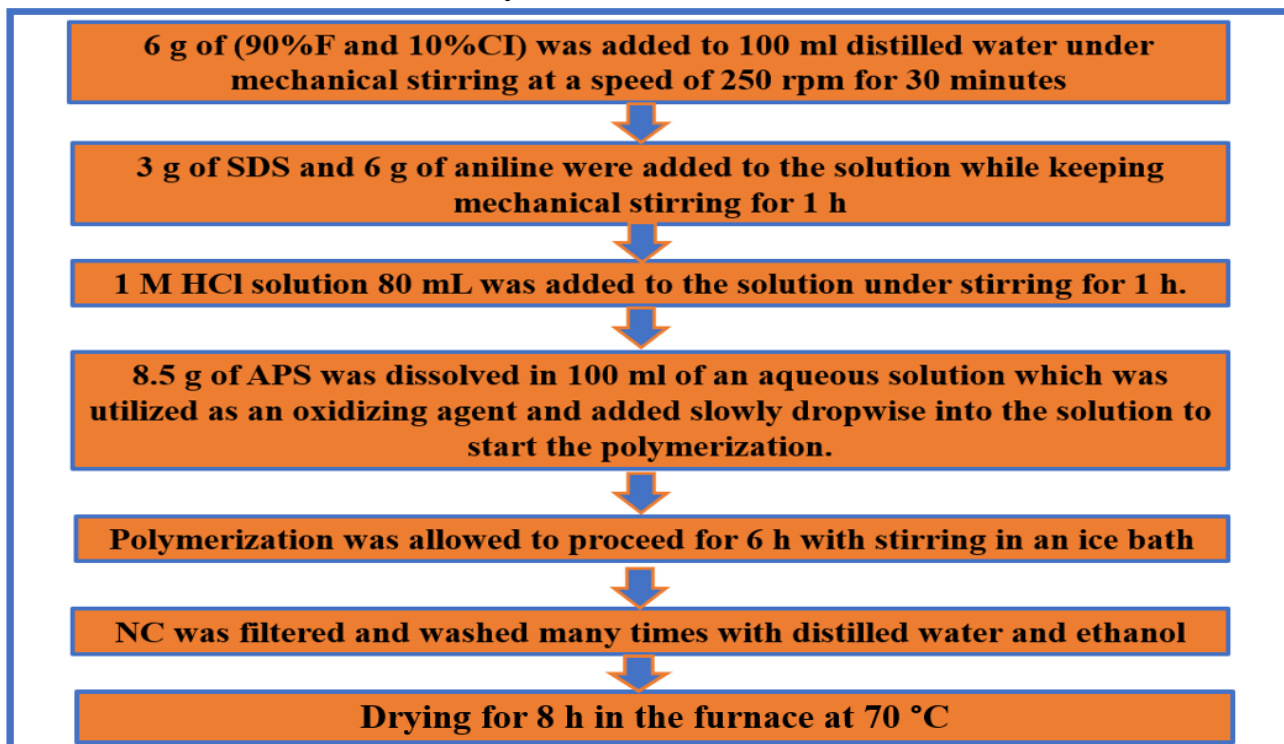 6 g of (90%F and 10%CI) was added to 100 ml distilled water under
mechanical stirring at a speed of 250 rpm for 30 minutes
3 g of SDS and 6 g of aniline were added to the solution while keeping
mechanical stirring for 1 h
1 M HCl solution 80 mL was added to the solution under stirring for 1 h.
8.5 g of APS was dissolved in 100 ml of an aqueous solution which was
utilized as an oxidizing agent and added slowly dropwise into the solution to
start the polymerization.
Polymerization was allowed to proceed for 6 h with stirring in an ice bath
NC was filtered and washed many times with distilled water and ethanol
Drying for 8 h in the furnace at 70 °C